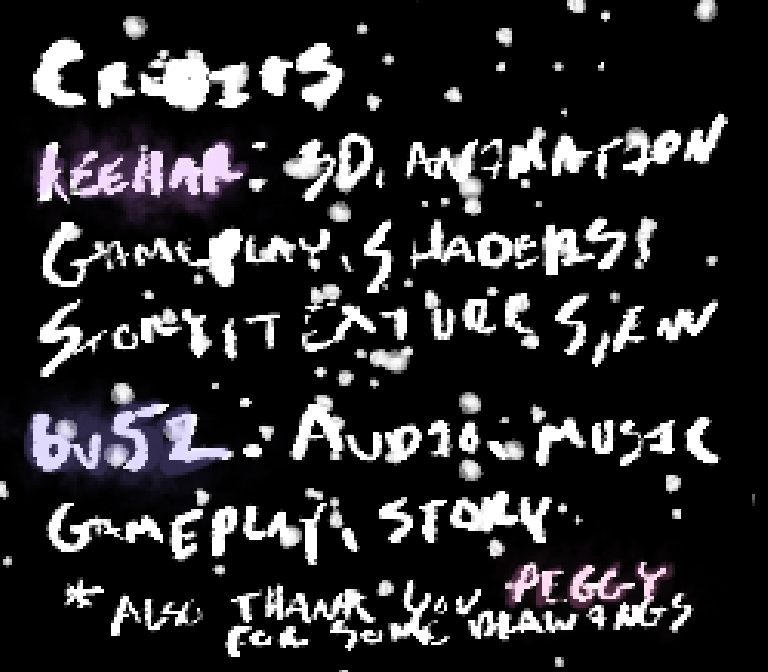 CREDITS
KEEHAR: 3D, ANIMATION
GAMEPLAY, SHADERS!
STORY, TEXTURES,
BUSZ: AUDIO, MUSIC
GAMEPLAY, STORY
* ALSO THANK YOU PEGGY
FOR SOME DRAWINGS